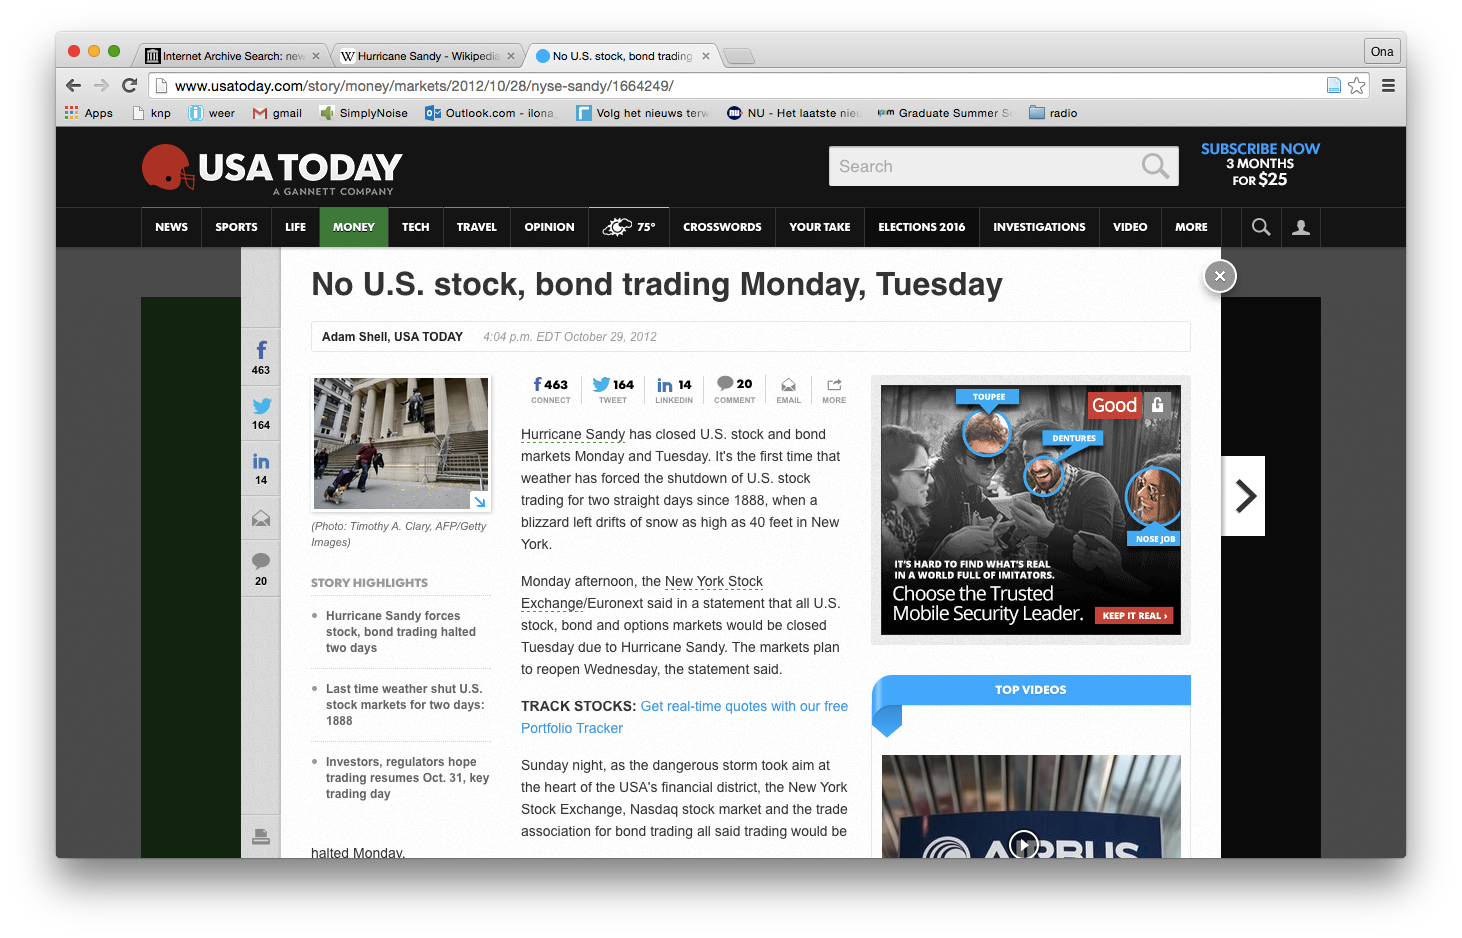 Internet Archive Search: new
Hurricane Sandy - Wikipedia
No U.S. stock, bond trading
Ona
www.usatoday.com/story/money/markets/2012/10/28/nyse-sandy/1664249/
Apps
knp
weer
gmail
SimplyNoise
Outlook.com - ilona
Volg het nieuws terw
NU - Het laatste nieu
Graduate Summer S
radio
USA TODAY
A GANNETT COMPANY
Search
SUBSCRIBE NOW
3 MONTHS
FOR $25
NEWS
SPORTS
LIFE
MONEY
TECH
TRAVEL
OPINION
75°
CROSSWORDS
YOUR TAKE
ELECTIONS 2016
INVESTIGATIONS
VIDEO
MORE
No U.S. stock, bond trading Monday, Tuesday
Adam Shell, USA TODAY 4:04 p.m. EDT October 29, 2012
463
164
14
20
(Photo: Timothy A. Clary, AFP/Getty
Images)
STORY HIGHLIGHTS
Hurricane Sandy forces
stock, bond trading halted
two days
Last time weather shut U.S.
stock markets for two days:
1888
Investors, regulators hope
trading resumes Oct. 31, key
trading day
463
CONNECT
164
TWEET
14
LINKEDIN
20
COMMENT
EMAIL
MORE
Hurricane Sandy has closed U.S. stock and bond
markets Monday and Tuesday. It's the first time that
weather has forced the shutdown of U.S. stock
trading for two straight days since 1888, when a
blizzard left drifts of snow as high as 40 feet in New
York.
Monday afternoon, the New York Stock
Exchange/Euronext said in a statement that all U.S.
stock, bond and options markets would be closed
Tuesday due to Hurricane Sandy. The markets plan
to reopen Wednesday, the statement said.
TRACK STOCKS: Get real-time quotes with our free
Portfolio Tracker
Sunday night, as the dangerous storm took aim at
the heart of the USA's financial district, the New York
Stock Exchange, Nasdaq stock market and the trade
association for bond trading all said trading would be
halted Monday.
TOUPEE
Good
DENTURES
NOSE JOB
IT'S HARD TO FIND WHAT'S REAL
IN A WORLD FULL OF IMITATORS.
Choose the Trusted
Mobile Security Leader.
KEEP IT REAL ›
TOP VIDEOS
AIRBUS